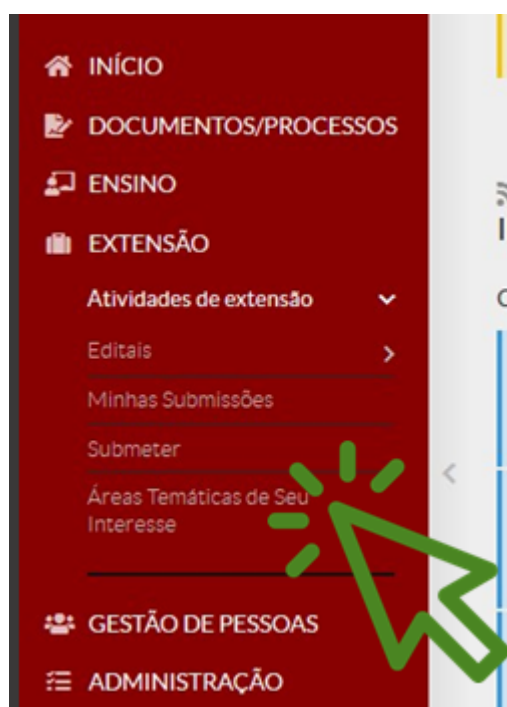 INÍCIO
DOCUMENTOS/PROCESSOS
ENSINO
EXTENSÃO
Atividades de extensão
Editais
Minhas Submissões
Submeter
Áreas Temáticas de Seu
Interesse
GESTÃO DE PESSOAS
ADMINISTRAÇÃO